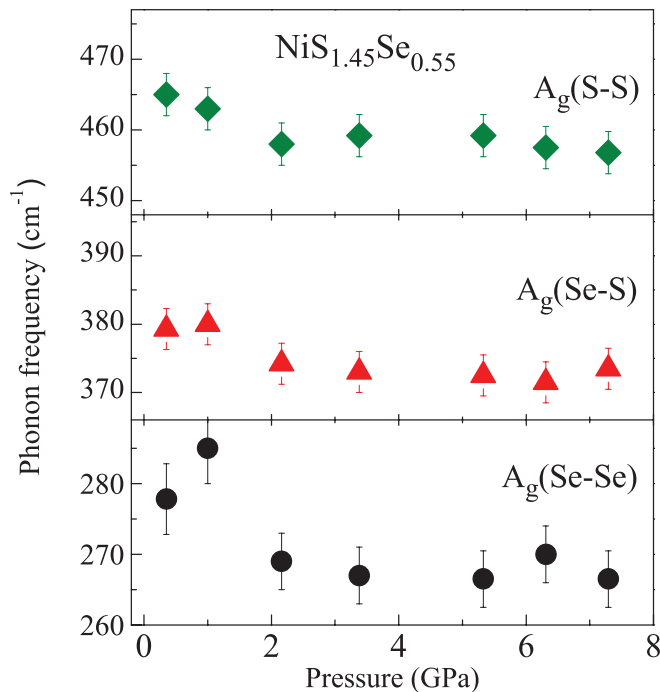 NiS1.45Se0.55
470
Ag(S-S)
460
450
390
Ag(Se-S)
380
370
Ag(Se-Se)
280
270
260
0 2 4 6 8
Pressure (GPa)
Phonon frequency (cm-1)